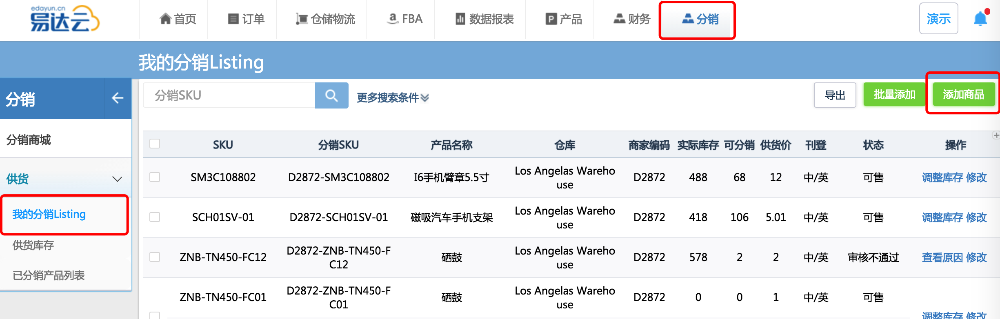 edayun.cn
易达云
首页
订单
仓储物流
FBA
数据报表
产品
财务
分销
演示
我的分销Listing
分销
分销商城
供货
我的分销Listing
供货库存
已分销产品列表
分销SKU
更多搜索条件
导出
批量添加
添加商品
SKU 分销SKU 产品名称 仓库 商家编码 实际库存 可分销 供货价 刊登 状态 操作
SM3C108802 D2872-SM3C108802 I6手机臂章5.5寸 Los Angelas Wareho
use D2872 488 68 12 中/英 可售 调整库存 修改
SCH01SV-01 D2872-SCH01SV-01 磁吸汽车手机支架 Los Angelas Wareho
use D2872 418 106 5.01 中/英 可售 调整库存 修改
ZNB-TN450-FC12 D2872-ZNB-TN450-F
C12 硒鼓 Los Angelas Wareho
use D2872 578 2 2 中/英 审核不通过 查看原因 修改
ZNB-TN450-FC01 D2872-ZNB-TN450-F
C01 硒鼓 Los Angelas Wareho
use D2872 0 0 1 中/英 可售
调整库存 修改